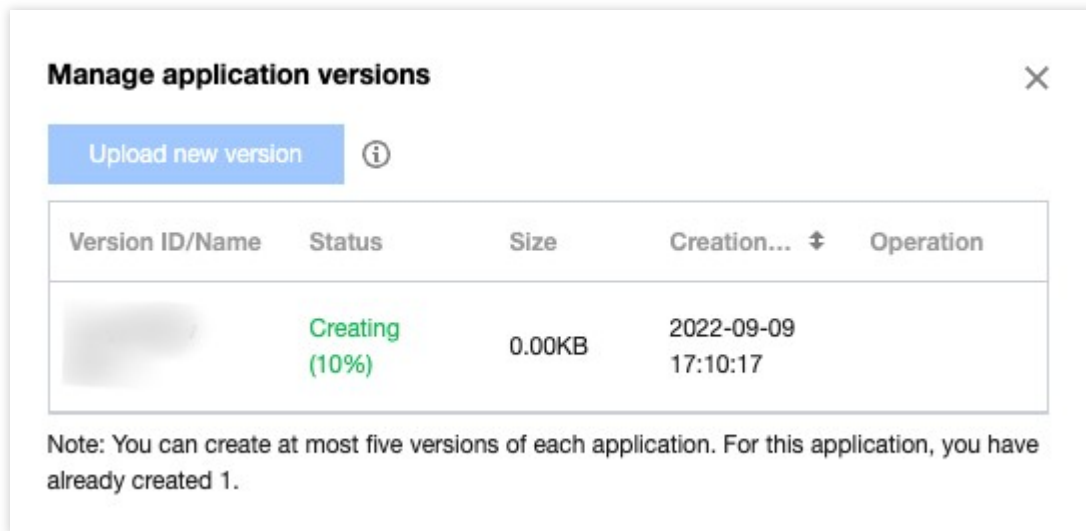 Manage application versions
Upload new version
Version ID/Name Status Size Creation... Operation
Creating
(10%)
0.00KB
2022-09-09
17:10:17
Note: You can create at most five versions of each application. For this application, you have
already created 1.